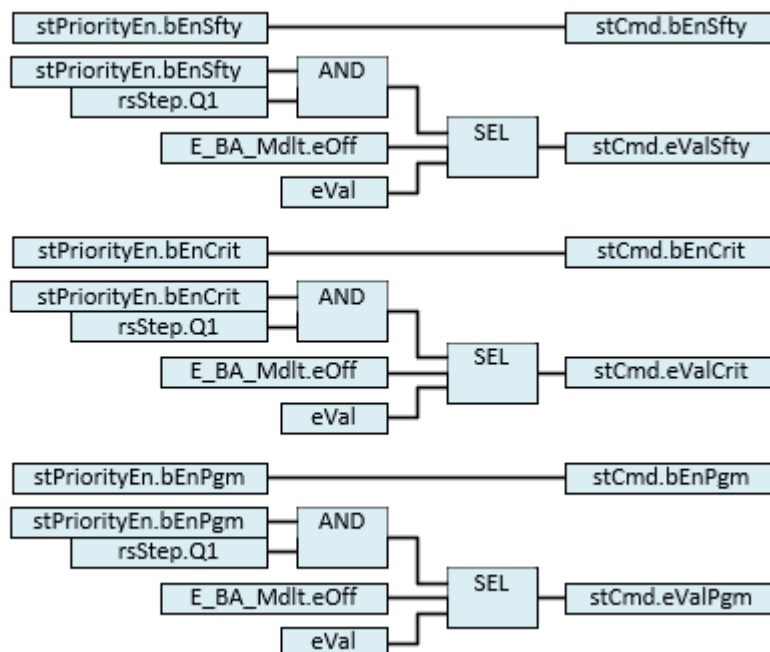 stPriorityEn.bEnSfty stCmd.bEnSfty
stPriorityEn.bEnSfty AND
rsStep.Q1
SEL
E_BA_Mdlt.eOff stCmd.eValSfty
eVal
stPriorityEn.bEnCrit stCmd.bEnCrit
stPriorityEn.bEnCrit AND
rsStep.Q1
SEL
E_BA_Mdlt.eOff stCmd.eValCrit
eVal
stPriorityEn.bEnPgm stCmd.bEnPgm
stPriorityEn.bEnPgm AND
rsStep.Q1
SEL
E_BA_Mdlt.eOff stCmd.eValPgm
eVal